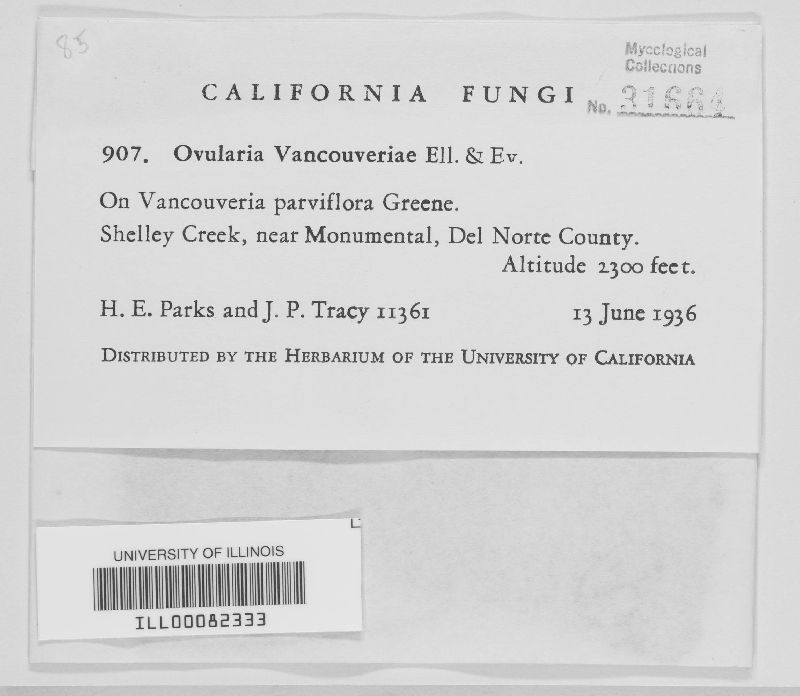 85
Mycological
Collections
CALIFORNIA FUNGI
No. 31664
907. Ovularia Vancouveriae Ell. & Ev.
On Vancouveria parviflora Greene.
Shelley Creek, near Monumental, Del Norte County.
Altitude 2300 feet.
H. E. Parks and J. P. Tracy 11361 13 June 1936
DISTRIBUTED BY THE HERBARIUM OF THE UNIVERSITY OF CALIFORNIA
UNIVERSITY OF ILLINOIS
ILL00082333